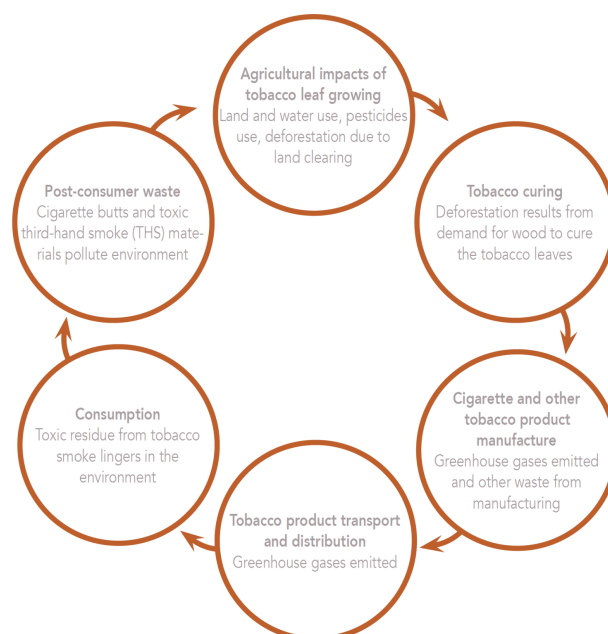 Agricultural impacts of
tobacco leaf growing
Land and water use, pesticides
use, deforestation due to
land clearing
Tobacco curing
Deforestation results from
demand for wood to cure
the tobacco leaves
Cigarette and other
tobacco product
manufacture
Greenhouse gases emitted
and other waste from
manufacturing
Tobacco product transport
and distribution
Greenhouse gases emitted
Consumption
Toxic residue from tobacco
smoke lingers in the
environment
Post-consumer waste
Cigarette butts and toxic
third-hand smoke (THS) mate-
rials pollute environment